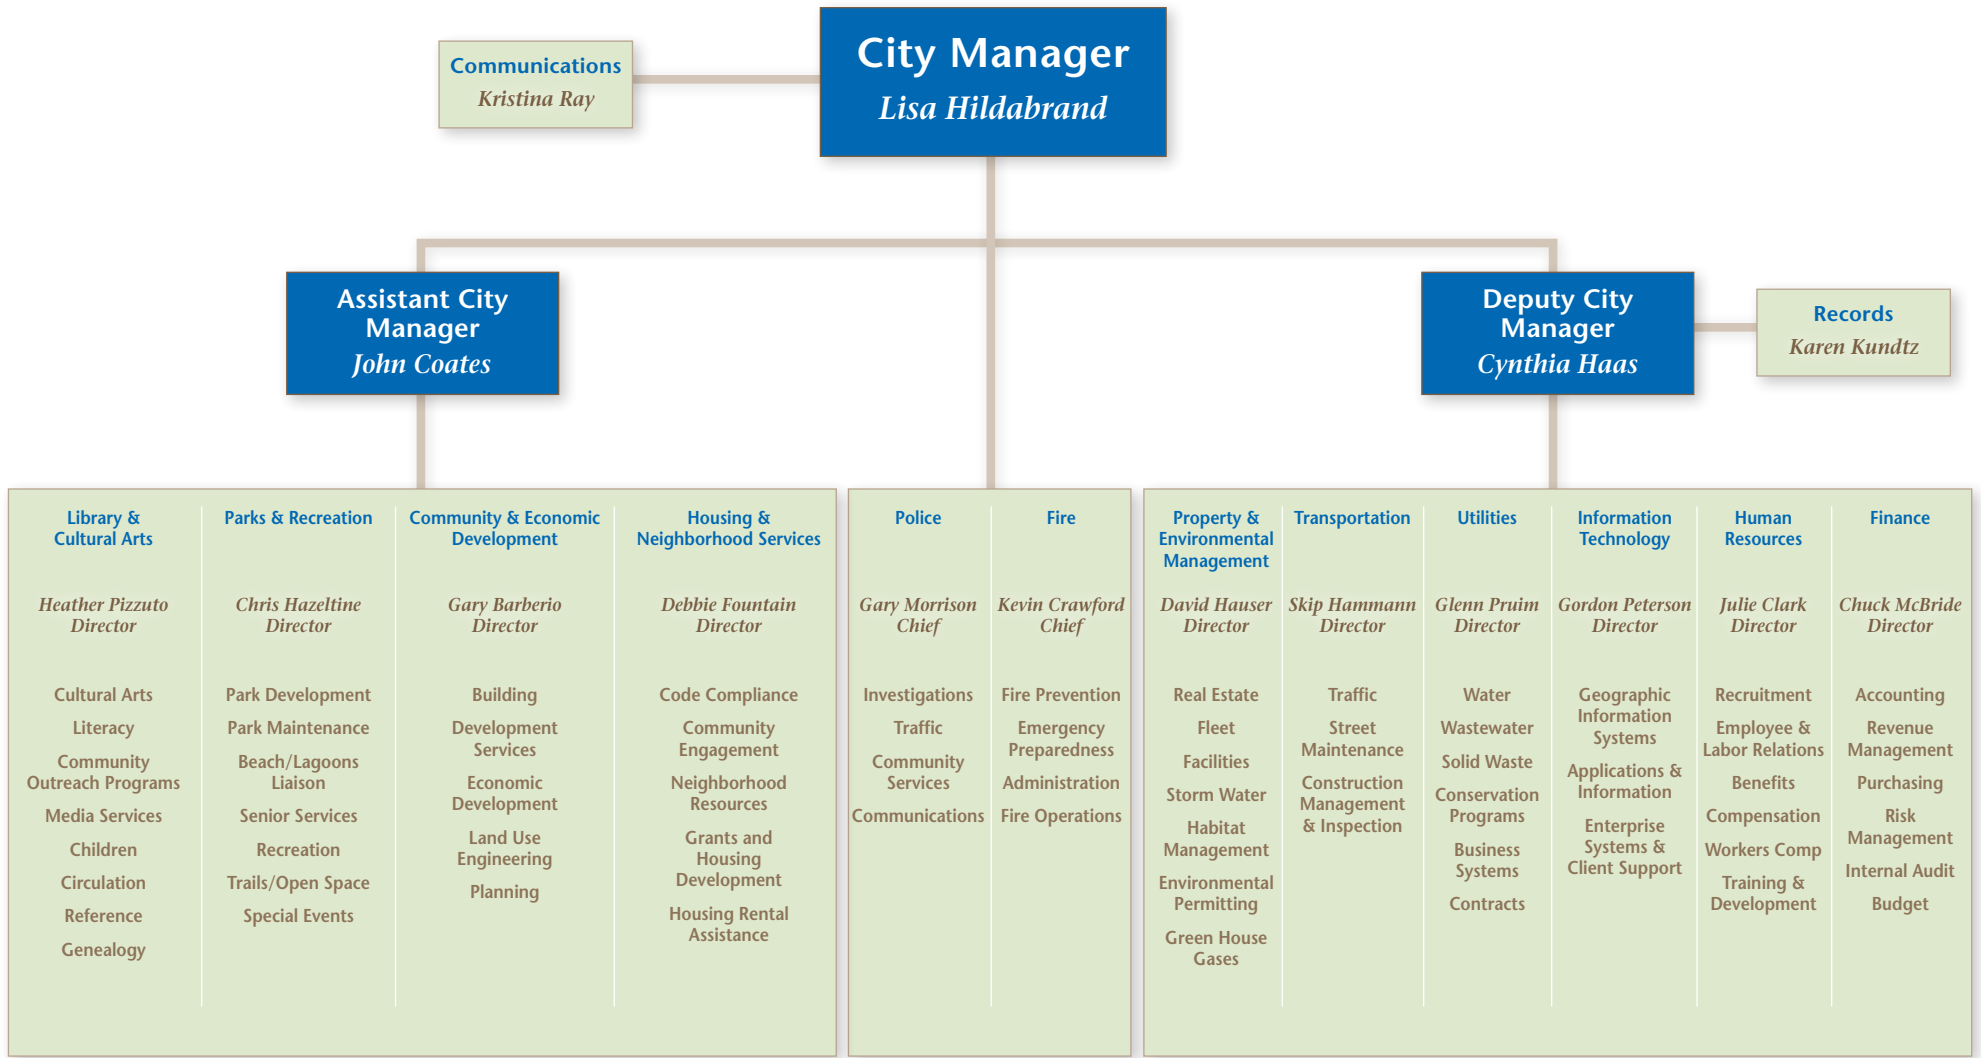 City Manager
Lisa Hildabrand
Communications
Kristina Ray
Assistant City
Manager
John Coates
Deputy City
Manager
Cynthia Haas
Records
Karen Kundtz
Library &
Cultural Arts
Heather Pizzuto
Director
Cultural Arts
Literacy
Community
Outreach Programs
Media Services
Children
Circulation
Reference
Genealogy
Parks & Recreation
Chris Hazeltine
Director
Park Development
Park Maintenance
Beach/Lagoons
Liaison
Senior Services
Recreation
Trails/Open Space
Special Events
Community & Economic
Development
Gary Barberio
Director
Building
Development
Services
Economic
Development
Land Use
Engineering
Planning
Housing &
Neighborhood Services
Debbie Fountain
Director
Code Compliance
Community
Engagement
Neighborhood
Resources
Grants and
Housing
Development
Housing Rental
Assistance
Police
Gary Morrison
Chief
Investigations
Traffic
Community
Services
Communications
Fire
Kevin Crawford
Chief
Fire Prevention
Emergency
Preparedness
Administration
Fire Operations
Property &
Environmental
Management
David Hauser
Director
Real Estate
Fleet
Facilities
Storm Water
Habitat
Management
Environmental
Permitting
Green House
Gases
Transportation
Skip Hammann
Director
Traffic
Street
Maintenance
Construction
Management
& Inspection
Utilities
Glenn Pruim
Director
Water
Wastewater
Solid Waste
Conservation
Programs
Business
Systems
Contracts
Information
Technology
Gordon Peterson
Director
Geographic
Information
Systems
Applications &
Information
Enterprise
Systems &
Client Support
Human
Resources
Julie Clark
Director
Recruitment
Employee &
Labor Relations
Benefits
Compensation
Workers Comp
Training &
Development
Finance
Chuck McBride
Director
Accounting
Revenue
Management
Purchasing
Risk
Management
Internal Audit
Budget